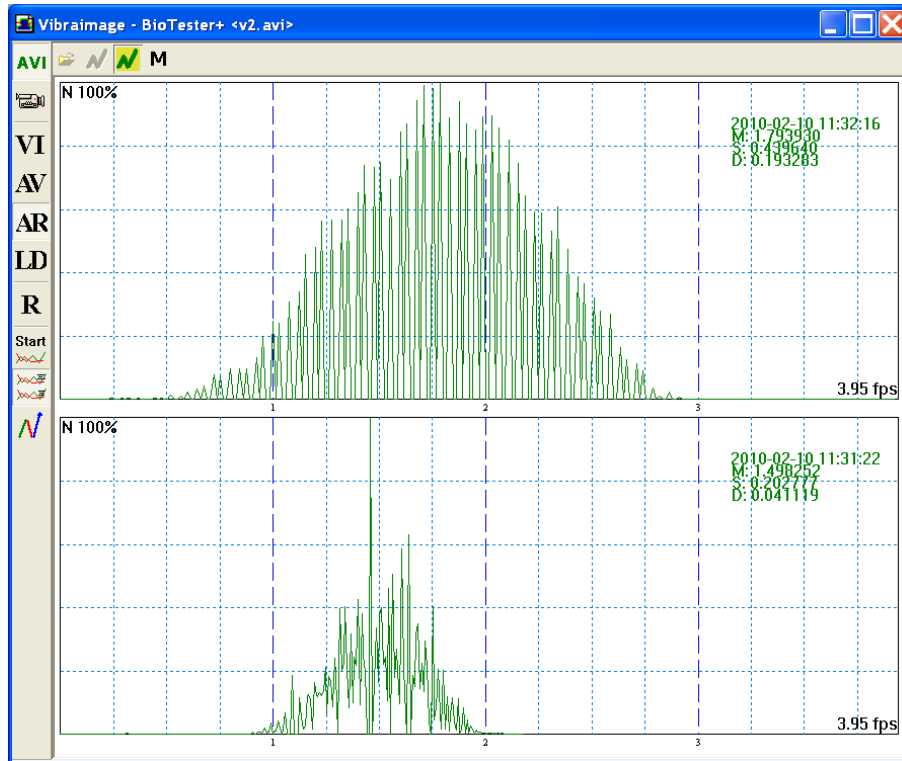 Vibraimage - BioTester+ <v2.avi>
AVI
M
VI
AV
AR
LD
R
Start
N 100%
2010-02-10 11:32:16
M: 1.793930
S: 0.439640
D: 0.193283
3.95 fps
1 2 3
N 100%
2010-02-10 11:31:22
M: 1.498252
S: 0.202777
D: 0.041119
3.95 fps
1 2 3